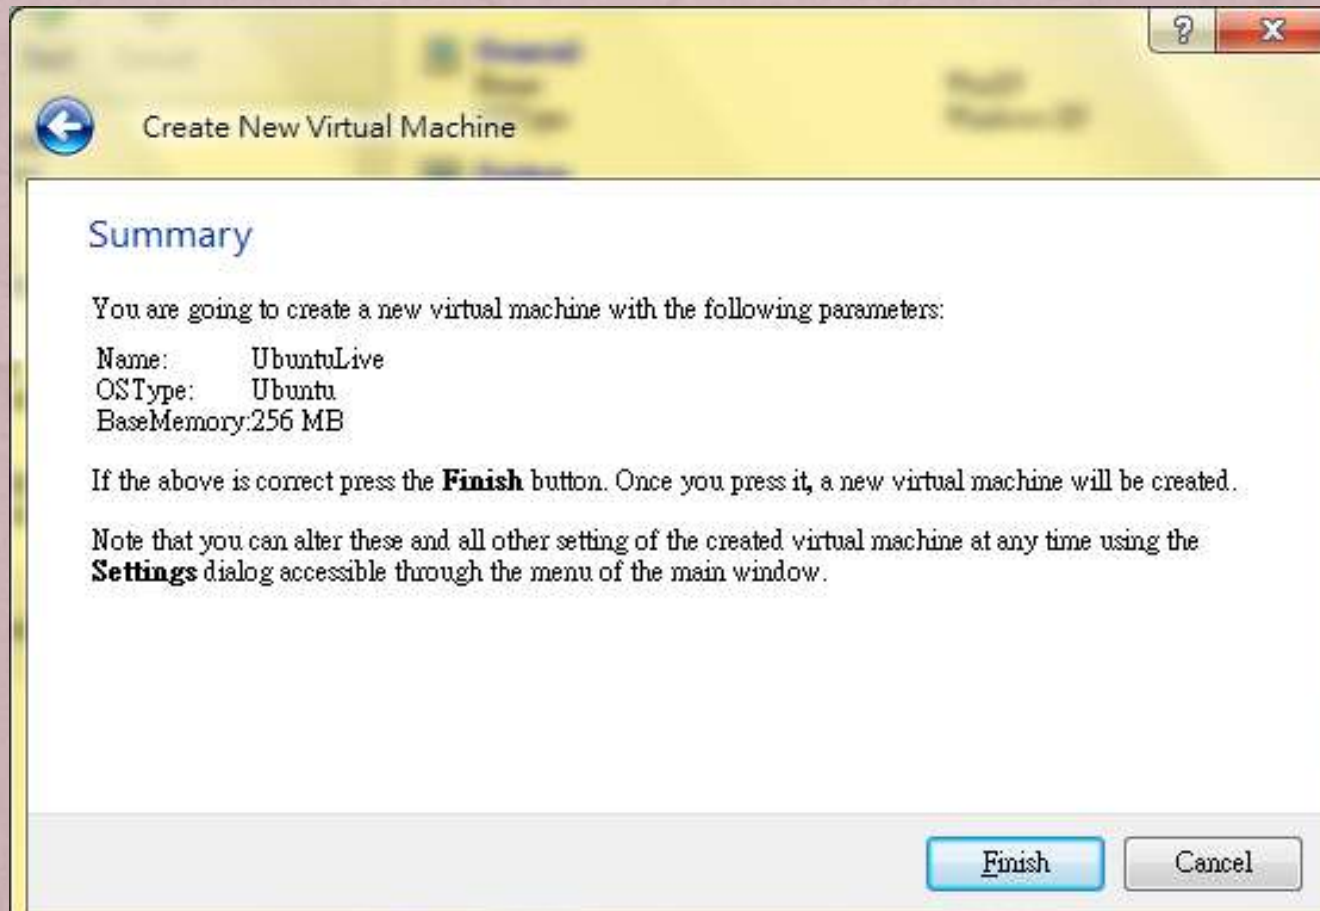 ?
Create New Virtual Machine
Summary
You are going to create a new virtual machine with the following parameters:
Name: UbuntuLive
OSType: Ubuntu
BaseMemory:256 MB
If the above is correct press the Finish button. Once you press it, a new virtual machine will be created.
Note that you can alter these and all other setting of the created virtual machine at any time using the
Settings dialog accessible through the menu of the main window.
Finish Cancel